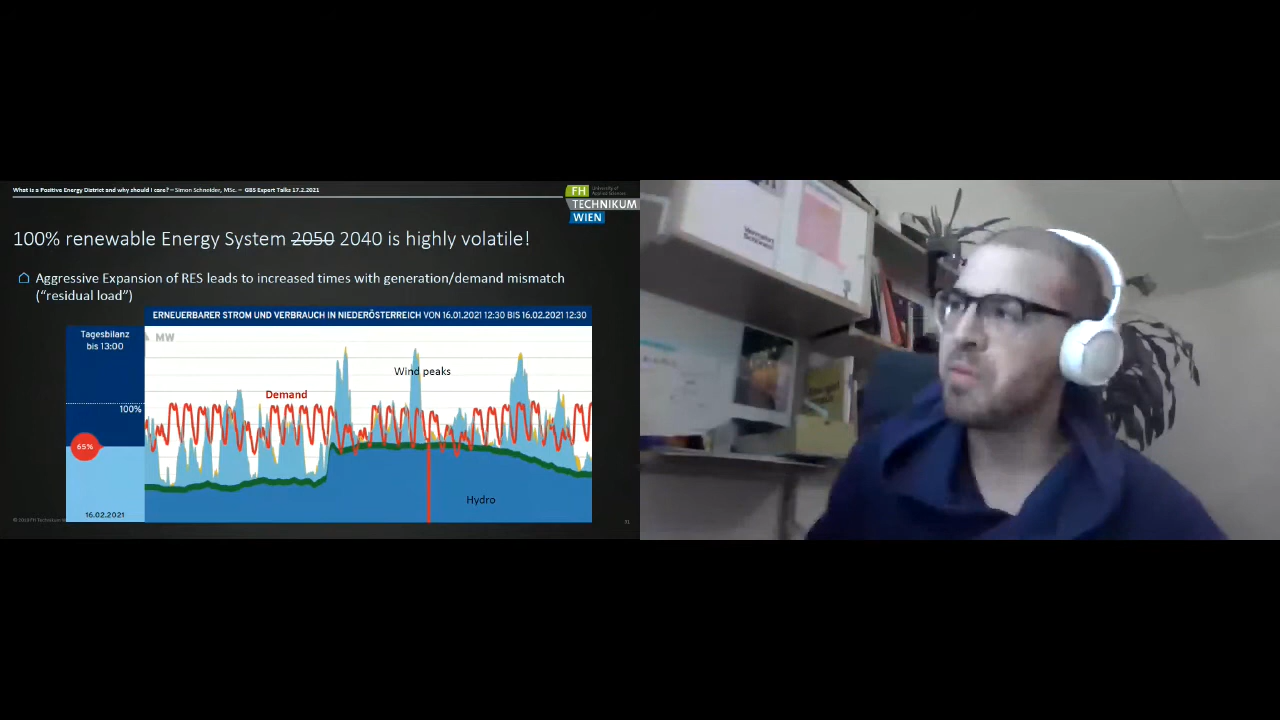 What is a Positive Energy District and why should I care? – Simon Schneider, MSc. – GBS Expert Talks 17.2.2021
FH
University of
Applied Sciences
TECHNIKUM
WIEN
100% renewable Energy System 2050 2040 is highly volatile!
Aggressive Expansion of RES leads to increased times with generation/demand mismatch
("residual load")
ERNEUERBARER STROM UND VERBRAUCH IN NIEDERÖSTERREICH VON 16.01.2021 12:30 BIS 16.02.2021 12:30
Tagesbilanz
bis 13:00
MW
Wind peaks
Demand
100%
65%
Hydro
16.02.2021